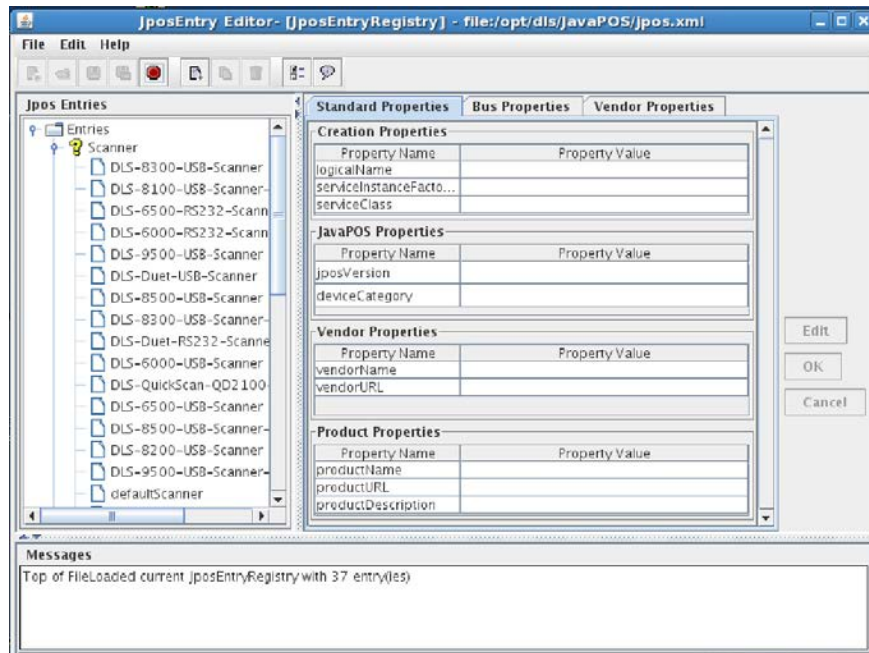 JposEntry Editor- [JposEntryRegistry] - file:/opt/dls/JavaPOS/jpos.xml
File Edit Help
Jpos Entries
Entries
Scanner
DLS-8300-USB-Scanner
DLS-8100-USB-Scanner-
DLS-6500-RS232-Scann
DLS-6000-RS232-Scann
DLS-9500-USB-Scanner
DLS-Duet-USB-Scanner
DLS-8500-USB-Scanner
DLS-8300-USB-Scanner-
DLS-Duet-RS232-Scanne
DLS-6000-USB-Scanner
DLS-QuickScan-QD2100-
DLS-6500-USB-Scanner
DLS-8500-USB-Scanner-
DLS-8200-USB-Scanner
DLS-9500-USB-Scanner-
defaultScanner
Standard Properties Bus Properties Vendor Properties
Creation Properties
Property Name Property Value
logicalName
serviceInstanceFacto...
serviceClass
JavaPOS Properties
Property Name Property Value
jposVersion
deviceCategory
Vendor Properties
Property Name Property Value
vendorName
vendorURL
Product Properties
Property Name Property Value
productName
productURL
productDescription
Edit
OK
Cancel
Messages
Top of FileLoaded current JposEntryRegistry with 37 entry(ies)